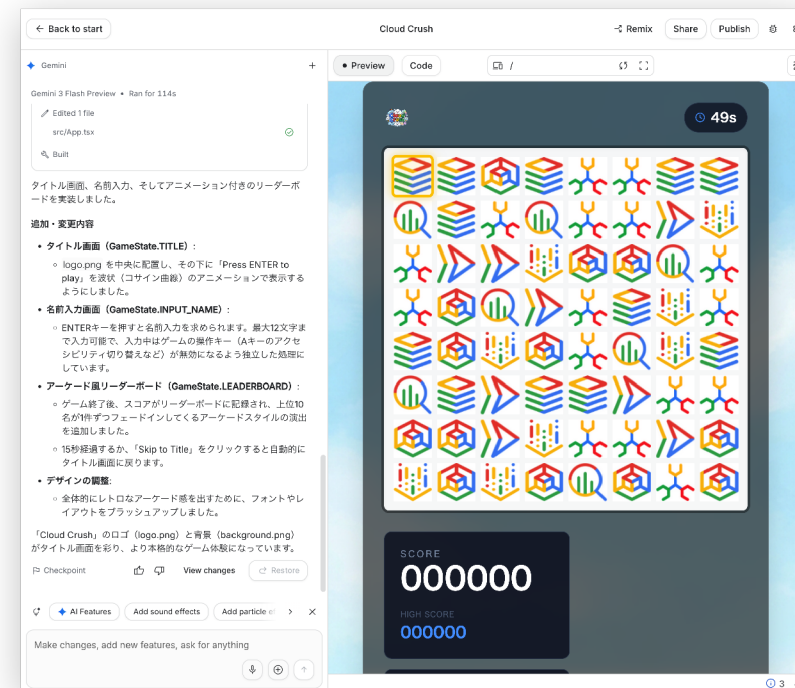 ← Back to start
Cloud Crush
Remix
Share
Publish
Gemini
+
Gemini 3 Flash Preview • Ran for 114s
Edited 1 file
src/App.tsx
Built
タイトル画面、名前入力、そしてアニメーション付きのリーダーボ
ードを実装しました。
追加・変更内容
• タイトル画面（GameState.TITLE）:
logo.png を中央に配置し、その下に「Press ENTER to
play」を波状（コサイン曲線）のアニメーションで表示する
ようにしました。
• 名前入力画面（GameState.INPUT_NAME）:
ENTERキーを押すと名前入力を求められます。最大12文字ま
で入力可能で、入力中はゲームの操作キー（Aキーのアクセ
シビリティ切り替えなど）が無効になるよう独立した処理に
しています。
• アーケード風リーダーボード（GameState.LEADERBOARD）:
ゲーム終了後、スコアがリーダーボードに記録され、上位10
名が1件ずつフェードインしてくるアーケードスタイルの演出
を追加しました。
15秒経過するか、「Skip to Title」をクリックすると自動的に
タイトル画面に戻ります。
• デザインの調整:
全体的にレトロなアーケード感を出すために、フォントやレ
イアウトをブラッシュアップしました。
「Cloud Crush」のロゴ（logo.png）と背景（background.png）
がタイトル画面を彩り、より本格的なゲーム体験になっています。
Checkpoint
View changes
Restore
AI Features
Add sound effects
Add particle
Make changes, add new features, ask for anything
• Preview
Code
/
49s
SCORE
000000
HIGH SCORE
000000
3